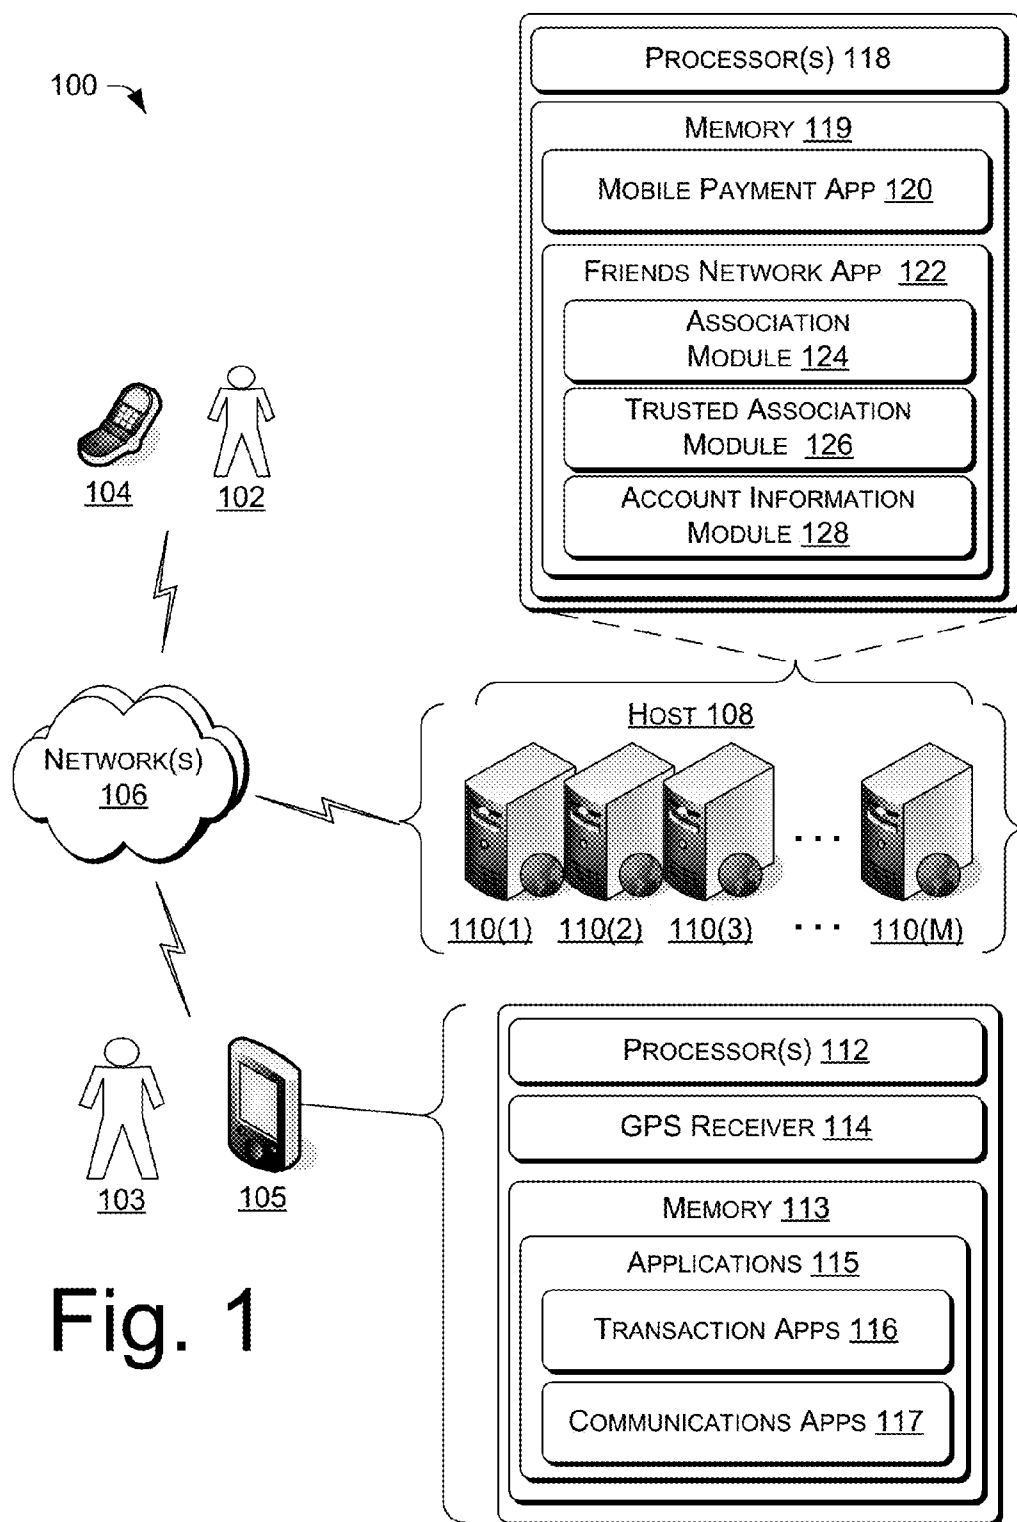 100
PROCESSOR(S) 118
MEMORY 119
MOBILE PAYMENT APP 120
FRIENDS NETWORK APP 122
ASSOCIATION
MODULE 124
TRUSTED ASSOCIATION
MODULE 126
ACCOUNT INFORMATION
MODULE 128
104
102
NETWORK(S)
106
HOST 108
110(1) 110(2) 110(3) ... 110(M)
103
105
PROCESSOR(S) 112
GPS RECEIVER 114
MEMORY 113
APPLICATIONS 115
TRANSACTION APPS 116
COMMUNICATIONS APPS 117
Fig. 1